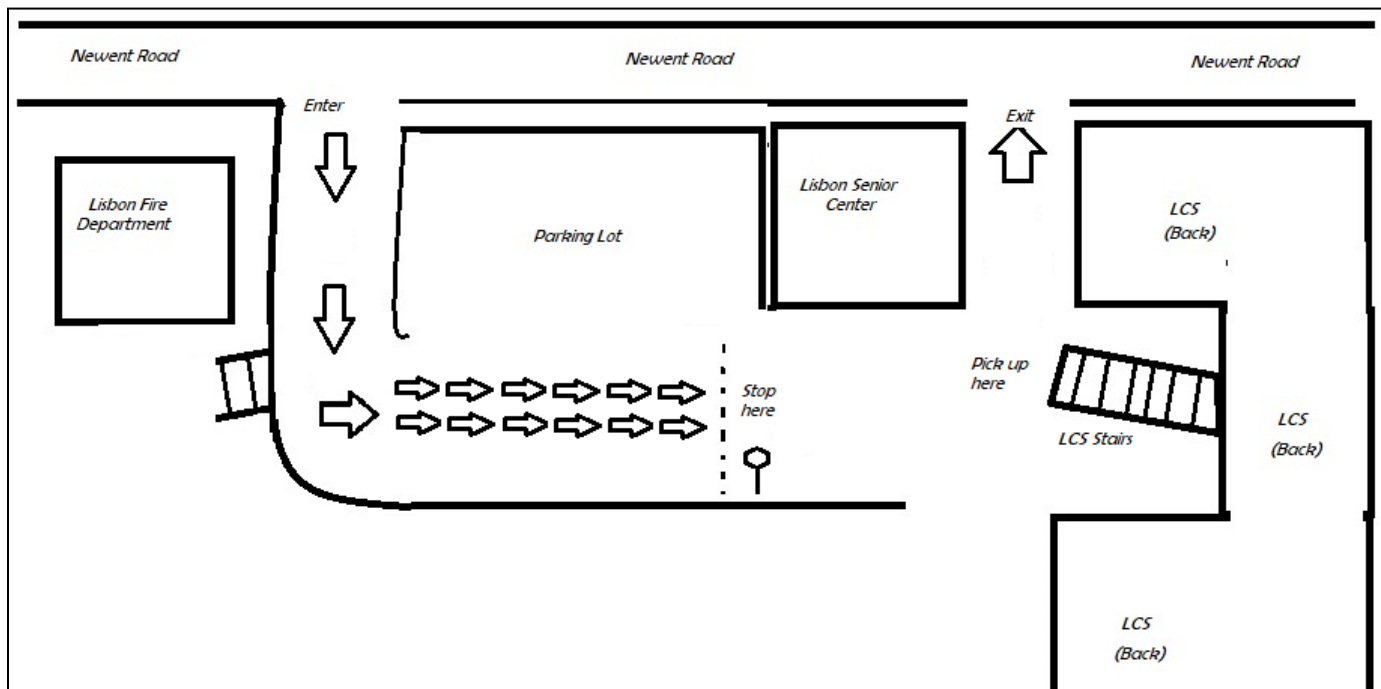 Newent Road
Newent Road
Newent Road
Enter
Exit
Lisbon Fire
Department
Parking Lot
Lisbon Senior
Center
LCS
(Back)
Stop
here
Pick up
here
LCS Stairs
LCS
(Back)
LCS
(Back)